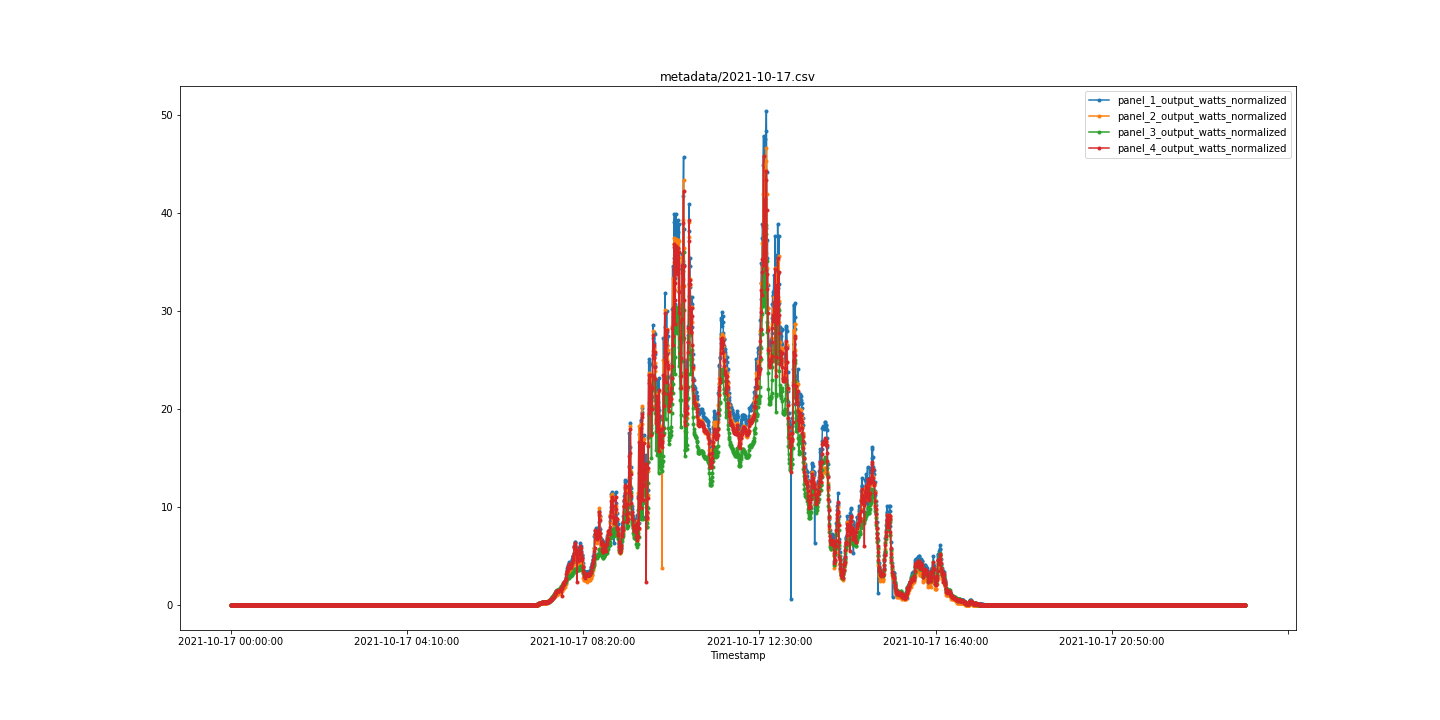 metadata/2021-10-17.csv
panel_1_output_watts_normalized
panel_2_output_watts_normalized
panel_3_output_watts_normalized
panel_4_output_watts_normalized
50
40
30
20
10
0
2021-10-17 00:00:00 2021-10-17 04:10:00 2021-10-17 08:20:00 2021-10-17 12:30:00 2021-10-17 16:40:00 2021-10-17 20:50:00
Timestamp